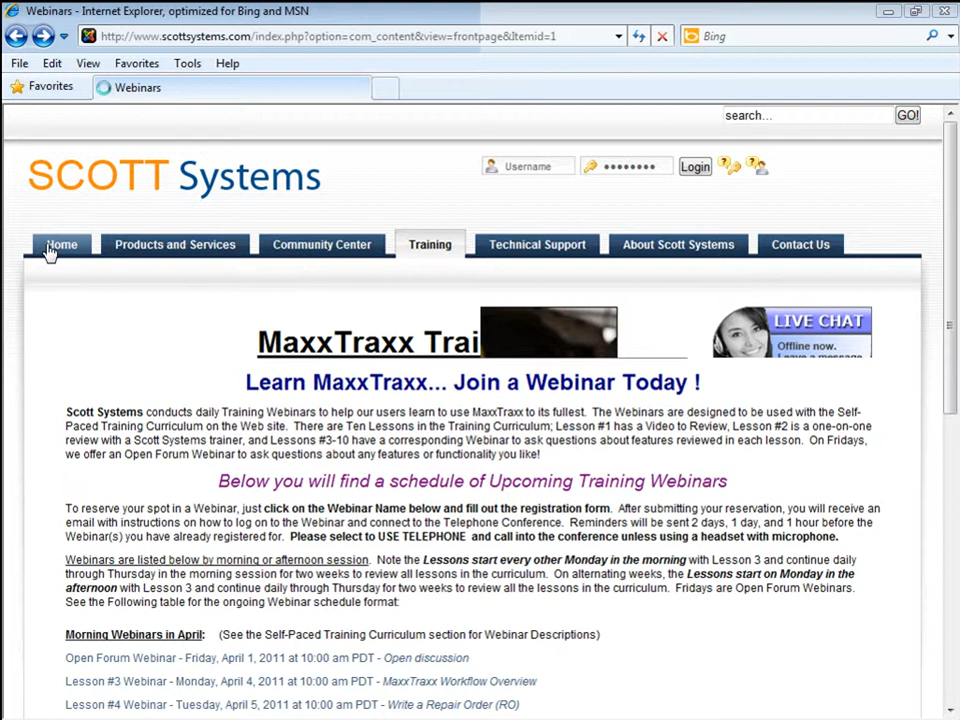 Webinars - Internet Explorer, optimized for Bing and MSN
http://www.scottsystems.com/index.php?option=com_content&view=frontpage&Itemid=1
Bing
File Edit View Favorites Tools Help
Favorites
Webinars
search...
GO!
SCOTT Systems
Username
Login
Home
Products and Services
Community Center
Training
Technical Support
About Scott Systems
Contact Us
MaxxTraxx Trai
LIVE CHAT
Offline now.
Leave a message
Learn MaxxTraxx... Join a Webinar Today !
Scott Systems conducts daily Training Webinars to help our users learn to use MaxxTraxx to its fullest. The Webinars are designed to be used with the Self-
Paced Training Curriculum on the Web site. There are Ten Lessons in the Training Curriculum; Lesson #1 has a Video to Review, Lesson #2 is a one-on-one
review with a Scott Systems trainer, and Lessons #3-10 have a corresponding Webinar to ask questions about features reviewed in each lesson. On Fridays,
we offer an Open Forum Webinar to ask questions about any features or functionality you like!
Below you will find a schedule of Upcoming Training Webinars
To reserve your spot in a Webinar, just click on the Webinar Name below and fill out the registration form. After submitting your reservation, you will receive an
email with instructions on how to log on to the Webinar and connect to the Telephone Conference. Reminders will be sent 2 days, 1 day, and 1 hour before the
Webinar(s) you have already registered for. Please select to USE TELEPHONE and call into the conference unless using a headset with microphone.
Webinars are listed below by morning or afternoon session. Note the Lessons start every other Monday in the morning with Lesson 3 and continue daily
through Thursday in the morning session for two weeks to review all lessons in the curriculum. On alternating weeks, the Lessons start on Monday in the
afternoon with Lesson 3 and continue daily through Thursday for two weeks to review all the lessons in the curriculum. Fridays are Open Forum Webinars.
See the Following table for the ongoing Webinar schedule format:
Morning Webinars in April: (See the Self-Paced Training Curriculum section for Webinar Descriptions)
Open Forum Webinar - Friday, April 1, 2011 at 10:00 am PDT - Open discussion
Lesson #3 Webinar - Monday, April 4, 2011 at 10:00 am PDT - MaxxTraxx Workflow Overview
Lesson #4 Webinar - Tuesday, April 5, 2011 at 10:00 am PDT - Write a Repair Order (RO)